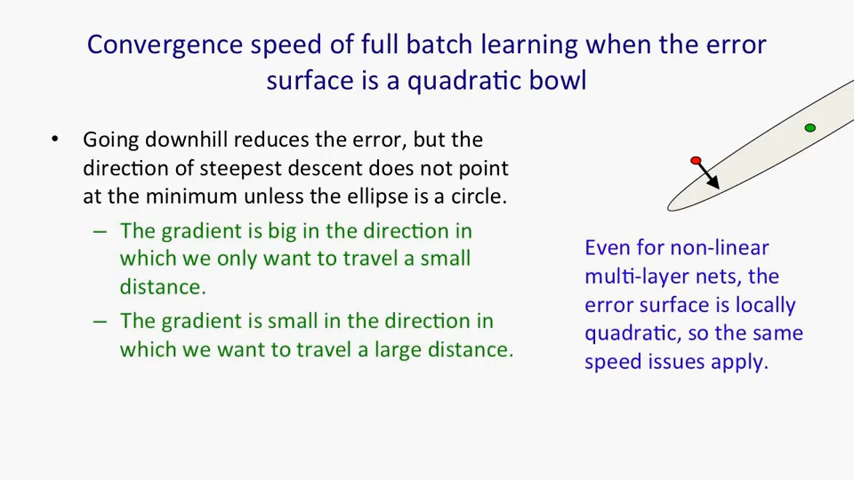 Convergence speed of full batch learning when the error
surface is a quadratic bowl
• Going downhill reduces the error, but the
direction of steepest descent does not point
at the minimum unless the ellipse is a circle.
– The gradient is big in the direction in
which we only want to travel a small
distance.
– The gradient is small in the direction in
which we want to travel a large distance.
Even for non-linear
multi-layer nets, the
error surface is locally
quadratic, so the same
speed issues apply.